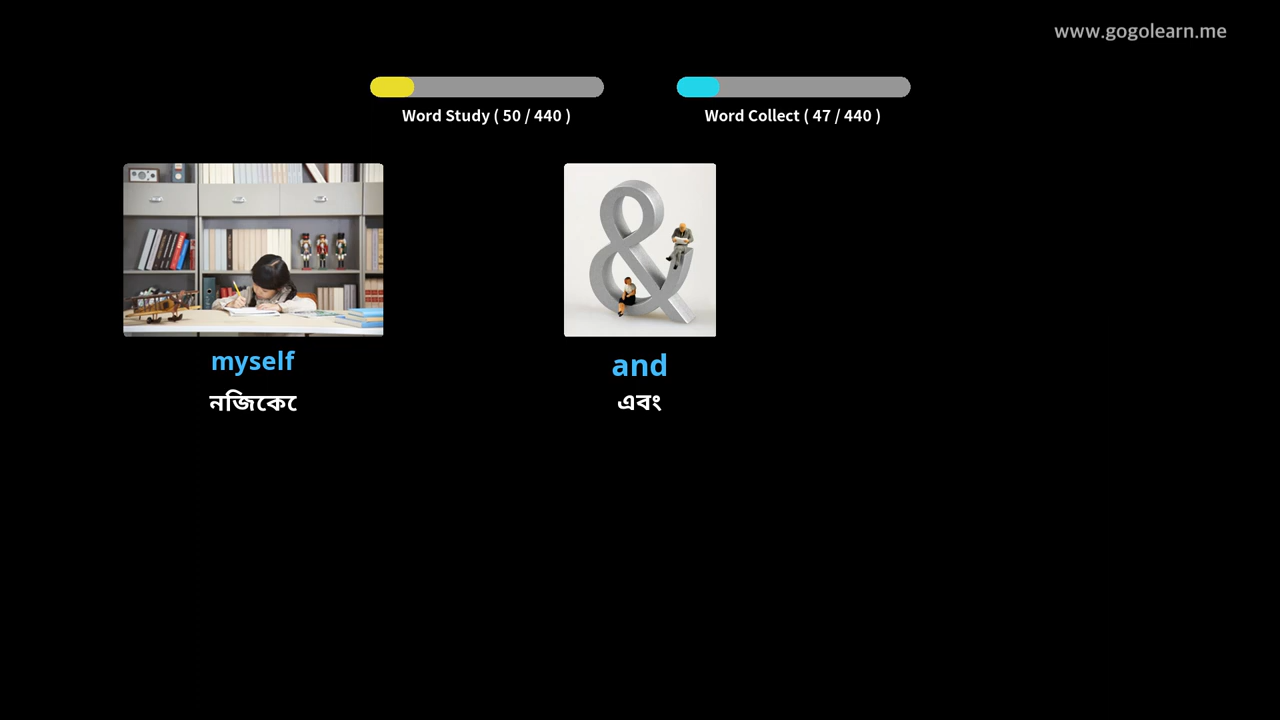 www.gogolearn.me
Word Study ( 50 / 440 )
Word Collect ( 47 / 440 )
myself
নিজেকে
and
এবং